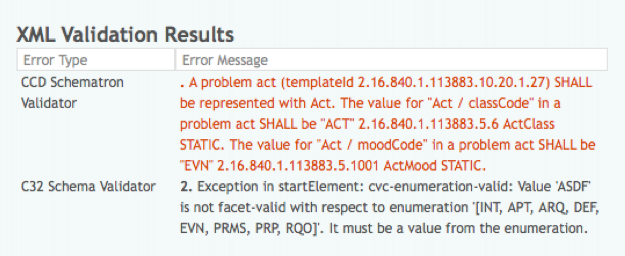 XML Validation Results
Error Type Error Message
CCD Schematron . A problem act (templateId 2.16.840.1.113883.10.20.1.27) SHALL
Validator be represented with Act. The value for "Act / classCode" in a
problem act SHALL be "ACT" 2.16.840.1.113883.5.6 ActClass
STATIC. The value for "Act / moodCode" in a problem act SHALL be
"EVN" 2.16.840.1.113883.5.1001 ActMood STATIC.
C32 Schema Validator 2. Exception in startElement: cvc-enumeration-valid: Value 'ASDF'
is not facet-valid with respect to enumeration '[INT, APT, ARQ, DEF,
EVN, PRMS, PRP, RQO]'. It must be a value from the enumeration.